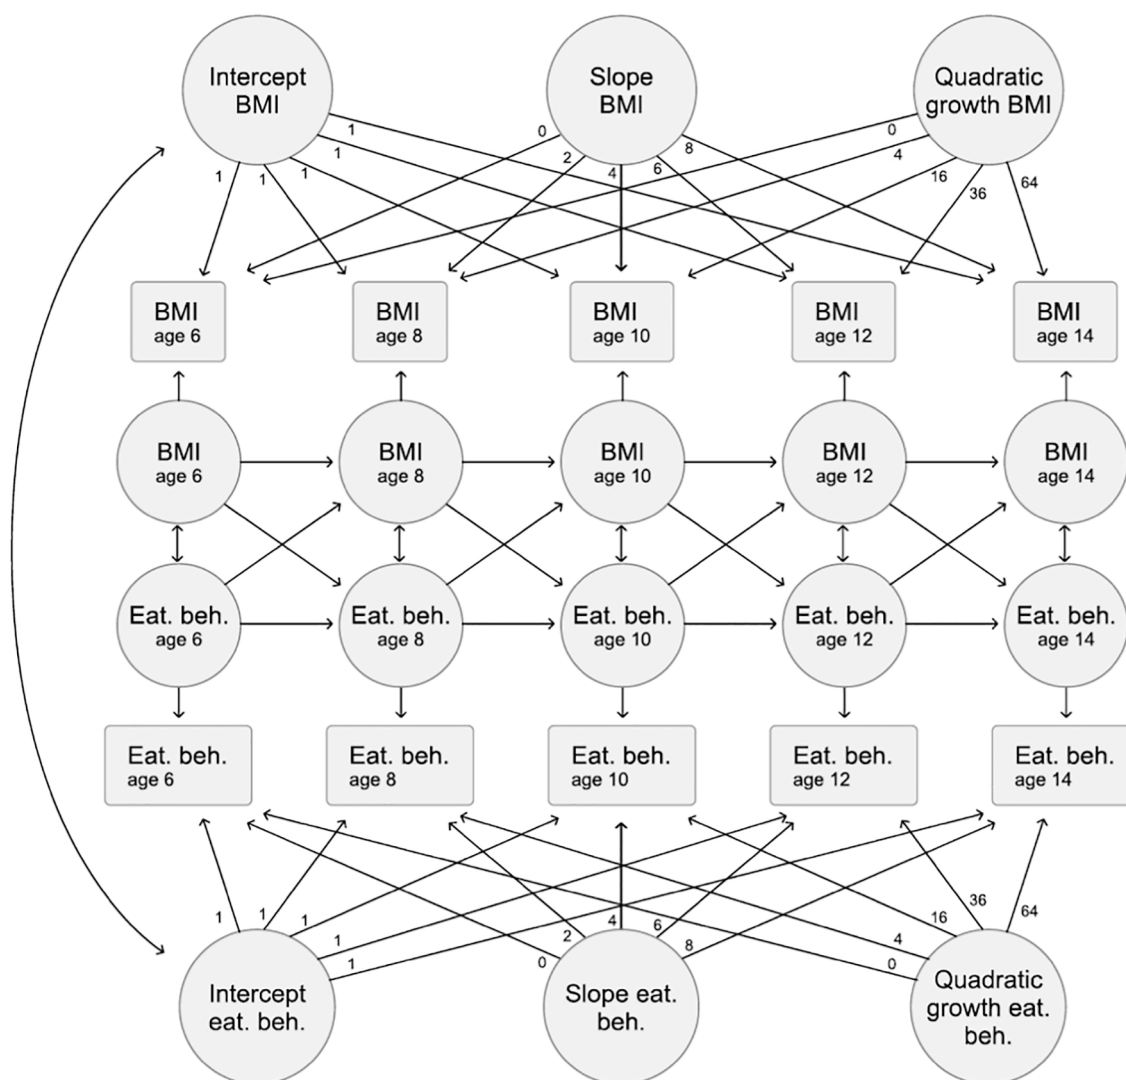 Intercept
BMI
Slope
BMI
Quadratic
growth BMI
1
0
0
1
2
8
4
1
1
1
4
6
16
36
64
BMI
age 6
BMI
age 8
BMI
age 10
BMI
age 12
BMI
age 14
BMI
age 6
BMI
age 8
BMI
age 10
BMI
age 12
BMI
age 14
Eat. beh.
age 6
Eat. beh.
age 8
Eat. beh.
age 10
Eat. beh.
age 12
Eat. beh.
age 14
Eat. beh.
age 6
Eat. beh.
age 8
Eat. beh.
age 10
Eat. beh.
age 12
Eat. beh.
age 14
1
1
1
1
1
0
2
4
6
8
0
4
16
36
64
Intercept
eat. beh.
Slope eat.
beh.
Quadratic
growth eat.
beh.